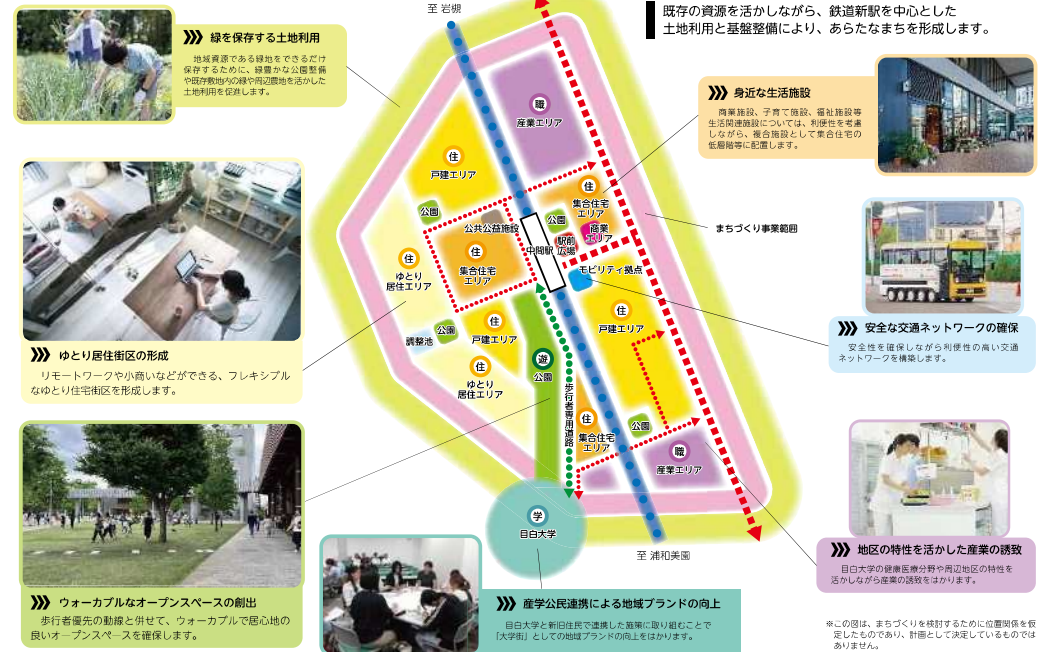 既存の資源を活かしながら、鉄道新駅を中心とした
土地利用と基盤整備により、あらたなまちを形成します。
至 岩槻
緑を保存する土地利用
地域資源である緑地をできるだけ
保存するために、緑豊かな公園整備
や既存敷地内の緑や周辺農地を活かした
土地利用を促進します。
身近な生活施設
商業施設、子育て施設、福祉施設等
生活関連施設については、利便性を考慮
しながら、複合施設として集合住宅の
低層階等に配置します。
職
産業エリア
住
戸建エリア
住
集合住宅
エリア
公園
公園
公共公益施設
商業
エリア
駅前
広場
中間駅
まちづくり事業範囲
住
集合住宅
エリア
モビリティ拠点
住
ゆとり
居住エリア
住
戸建エリア
住
戸建エリア
公園
調整池
安全な交通ネットワークの確保
安全性を確保しながら利便性の高い交通
ネットワークを構築します。
ゆとり居住街区の形成
リモートワークや小商いなどができる、フレキシブル
なゆとり住宅街区を形成します。
住
ゆとり
居住エリア
遊
公園
歩行者専用道路
住
集合住宅
エリア
公園
職
産業エリア
学
目白大学
至 浦和美園
地区の特性を活かした産業の誘致
目白大学の健康医療分野や周辺地区の特性を
活かしながら産業の誘致をはかります。
ウォーカブルなオープンスペースの創出
歩行者優先の動線と併せて、ウォーカブルで居心地の
良いオープンスペースを確保します。
産学公民連携による地域ブランドの向上
目白大学と新旧住民で連携した施策に取り組むことで
「大学街」としての地域ブランドの向上をはかります。
※この図は、まちづくりを検討するために位置関係を仮
定したものであり、計画として決定しているものでは
ありません。